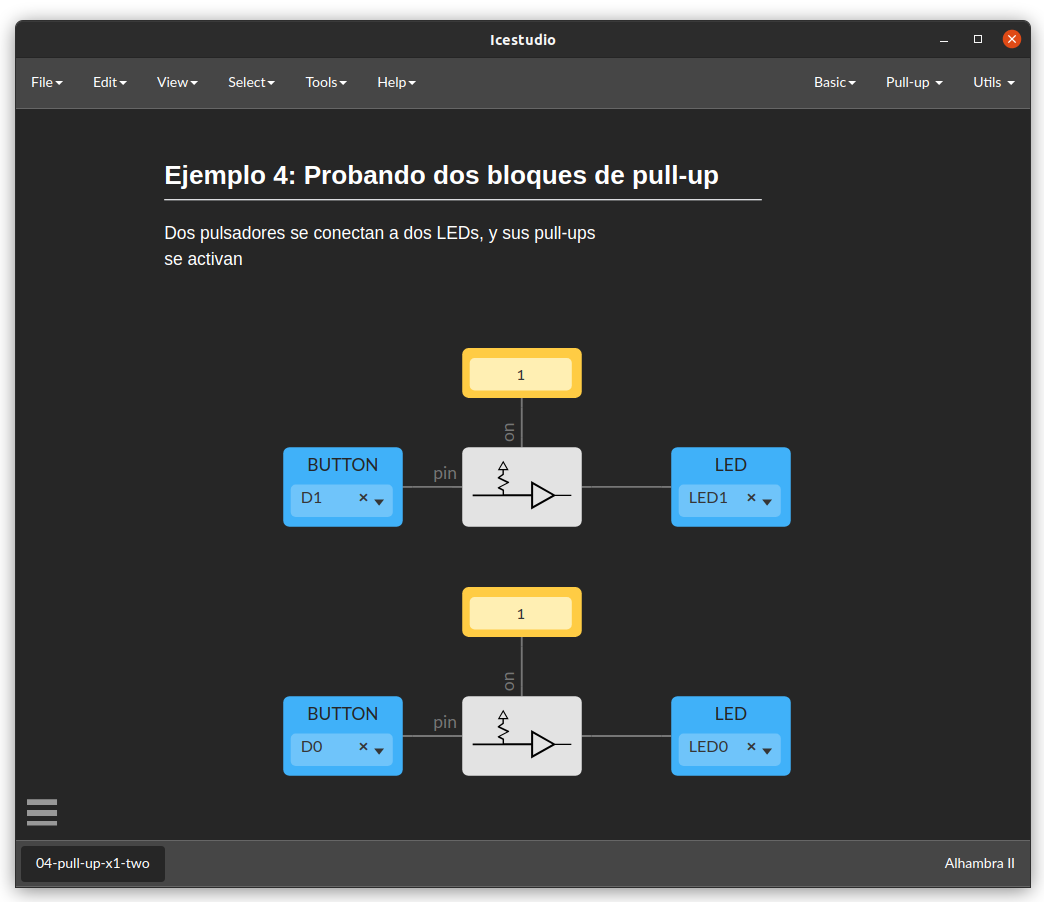 Icestudio
File Edit View Select Tools Help Basic Pull-up Utils
Ejemplo 4: Probando dos bloques de pull-up
Dos pulsadores se conectan a dos LEDs, y sus pull-ups
se activan
1
on
BUTTON
D1
pin
LED
LED1
1
on
BUTTON
D0
pin
LED
LED0
04-pull-up-x1-two
Alhambra II